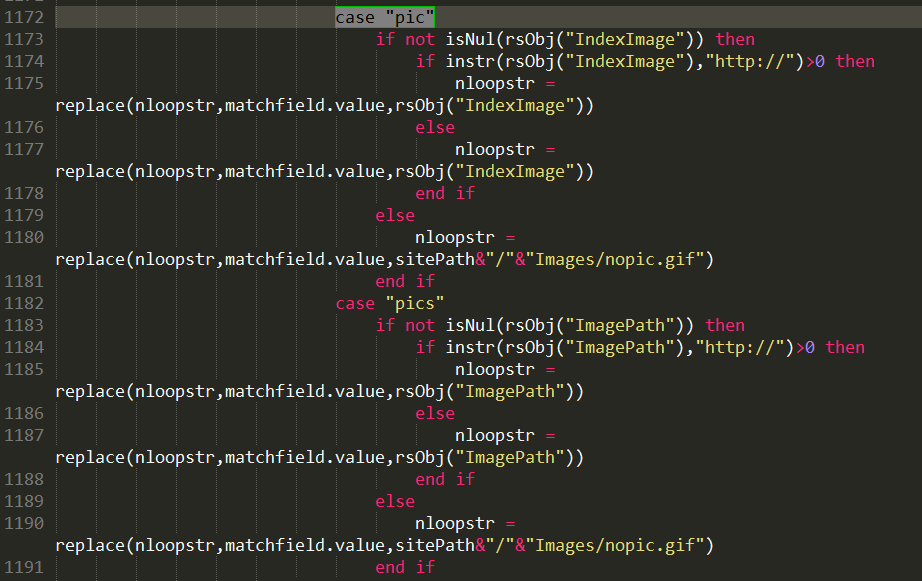 1172 case "pic"
1173 if not isNul(rsObj("IndexImage")) then
1174 if instr(rsObj("IndexImage"),"http://")>0 then
1175 nloopstr =
replace(nloopstr,matchfield.value,rsObj("IndexImage"))
1176 else
1177 nloopstr =
replace(nloopstr,matchfield.value,rsObj("IndexImage"))
1178 end if
1179 else
1180 nloopstr =
replace(nloopstr,matchfield.value,sitePath&"/"&"Images/nopic.gif")
1181 end if
1182 case "pics"
1183 if not isNul(rsObj("ImagePath")) then
1184 if instr(rsObj("ImagePath"),"http://")>0 then
1185 nloopstr =
replace(nloopstr,matchfield.value,rsObj("ImagePath"))
1186 else
1187 nloopstr =
replace(nloopstr,matchfield.value,rsObj("ImagePath"))
1188 end if
1189 else
1190 nloopstr =
replace(nloopstr,matchfield.value,sitePath&"/"&"Images/nopic.gif")
1191 end if